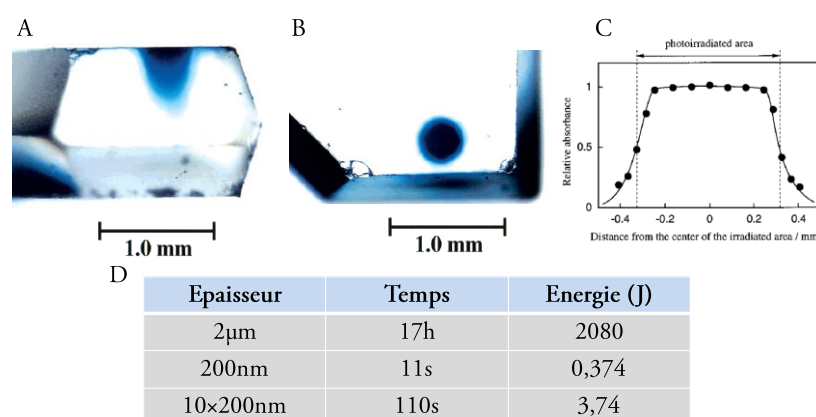 A
B
C
photoirradiated area
1
0.5
0
Relative absorbance
-0.4
-0.2
0
0.2
0.4
Distance from the center of the irradiated area / mm
1.0 mm
1.0 mm
D
Epaisseur Temps Energie (J)
2µm 17h 2080
200nm 11s 0,374
10×200nm 110s 3,74